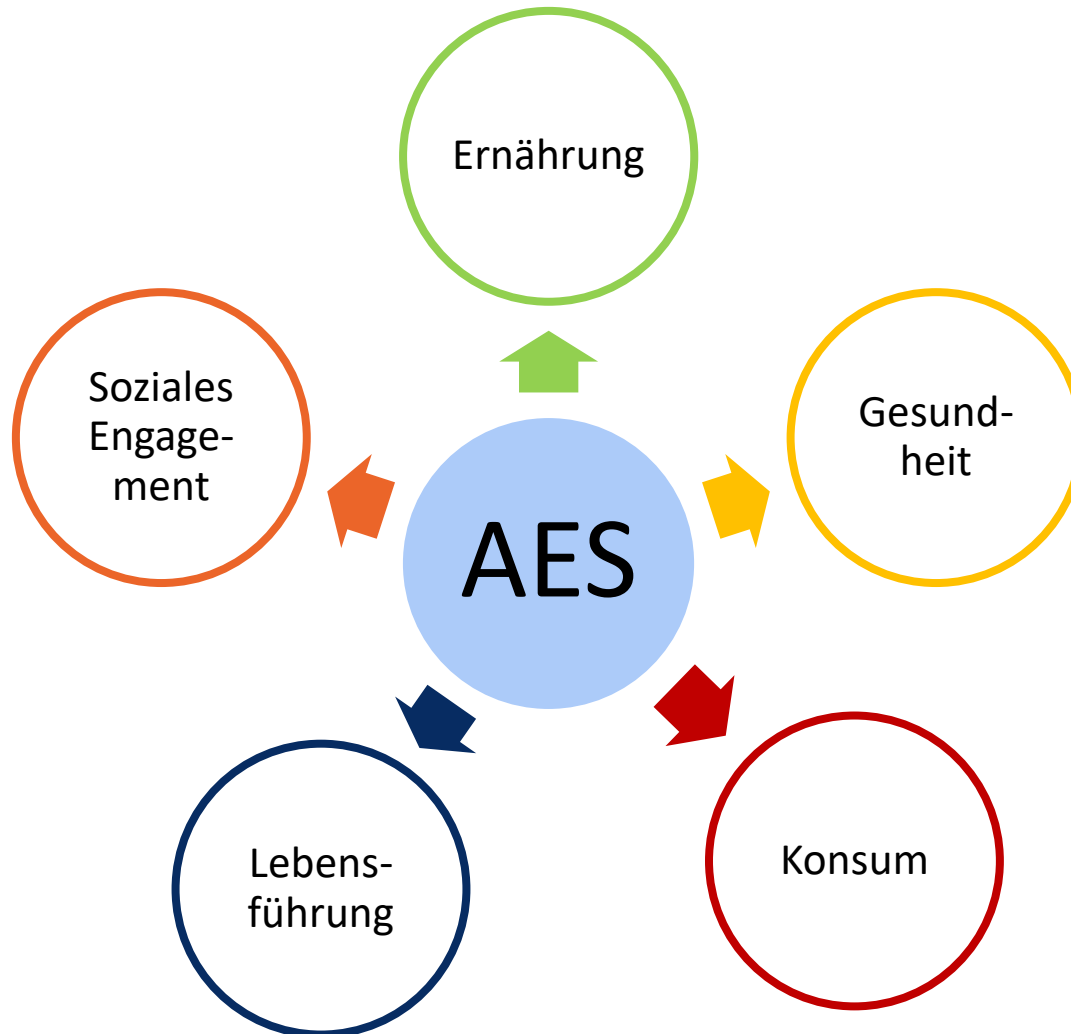 Ernährung
Soziales
Engage-
ment
Gesund-
heit
AES
Lebens-
führung
Konsum